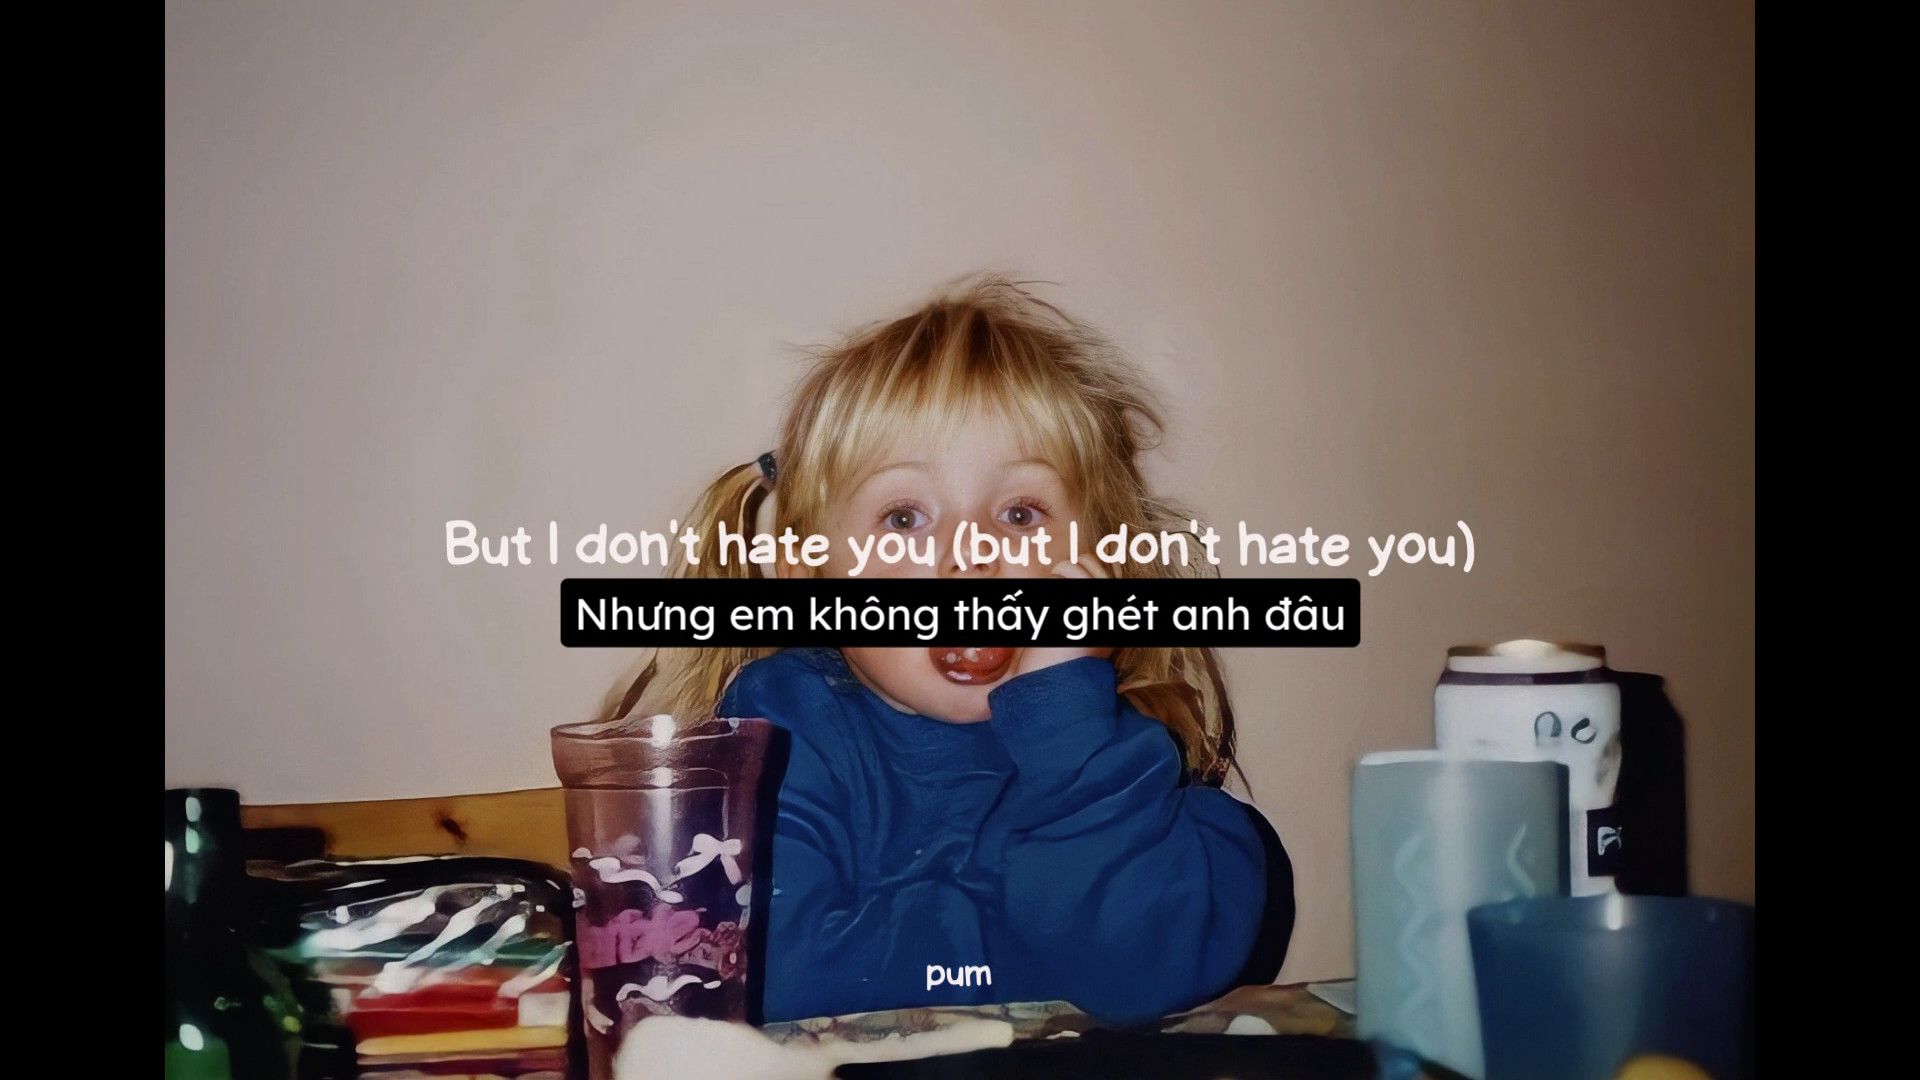 But I don't hate you (but I don't hate you)
Nhưng em không thấy ghét anh đâu
pum